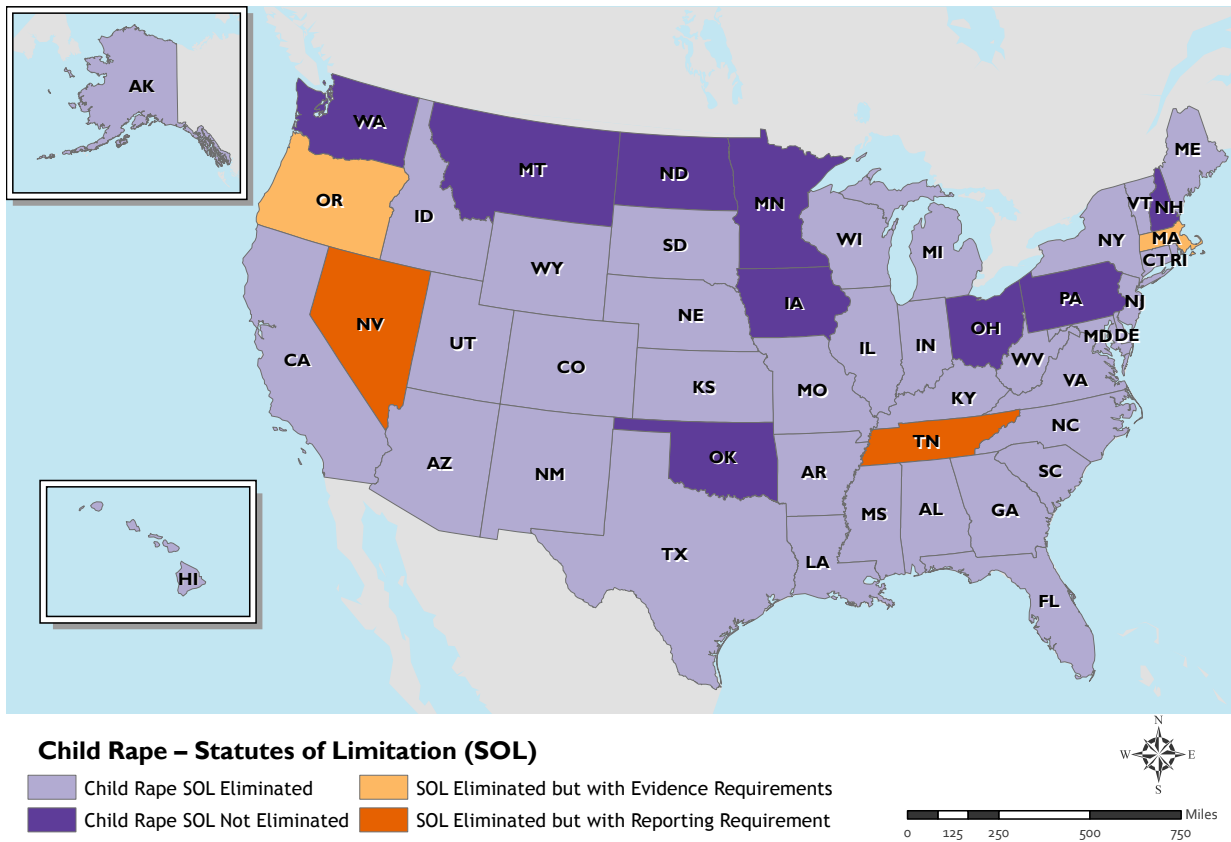 AK
WA
MT
ND
MN
ME
VT
NH
OR
ID
SD
WI
MI
NY
MA
CT
RI
WY
IA
PA
NJ
NE
OH
NV
UT
IL
IN
MD
DE
CA
CO
WV
KS
MO
VA
KY
NC
TN
AZ
OK
NM
AR
SC
MS
AL
GA
TX
LA
HI
FL
Child Rape – Statutes of Limitation (SOL)
Child Rape SOL Eliminated
SOL Eliminated but with Evidence Requirements
Child Rape SOL Not Eliminated
SOL Eliminated but with Reporting Requirement
N
W
E
S
Miles
0 125 250 500 750